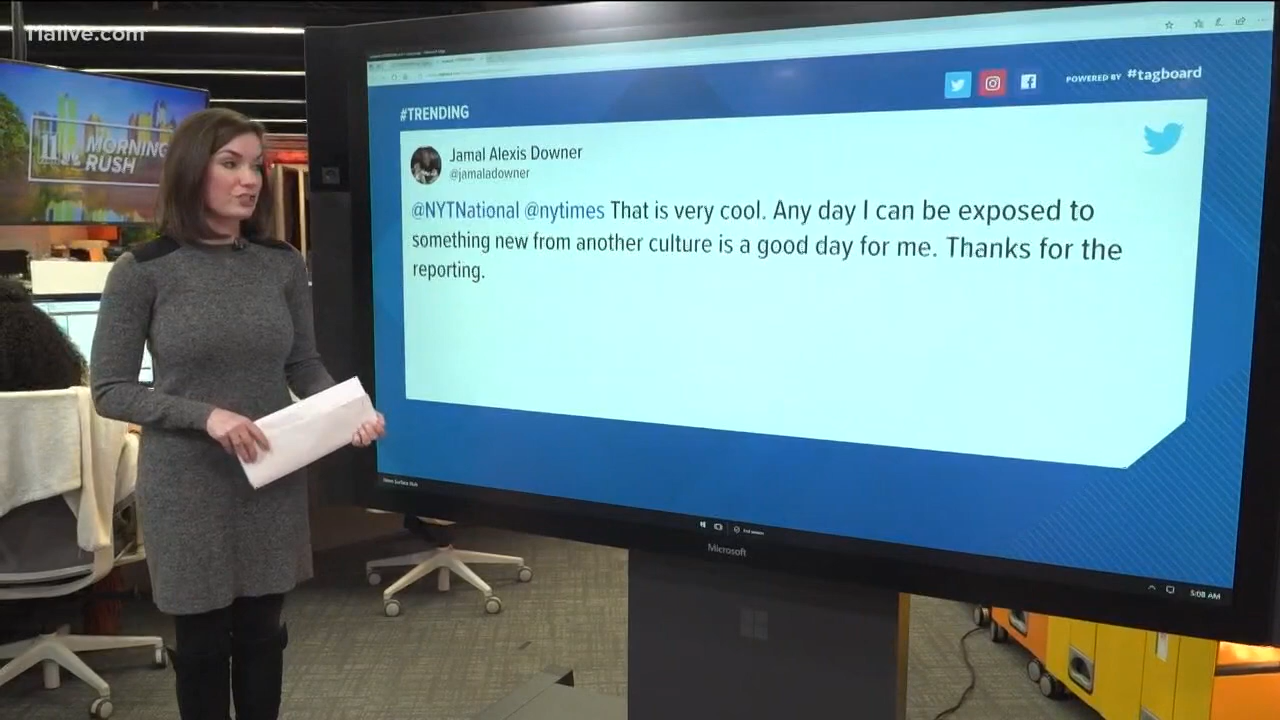 11alive.com
11
MORNING
RUSH
#TRENDING
POWERED BY #tagboard
Jamal Alexis Downer
@jamaladowner
@NYTNational @nytimes That is very cool. Any day I can be exposed to
something new from another culture is a good day for me. Thanks for the
reporting.
Microsoft
5:08 AM